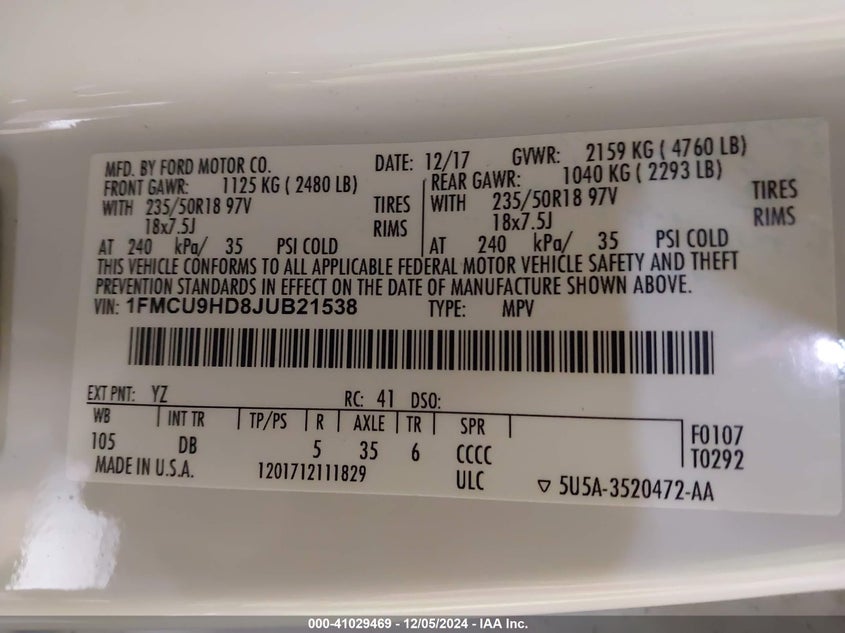 MFD. BY FORD MOTOR CO. DATE: 12/17 GVWR: 2159 KG ( 4760 LB)
FRONT GAWR: 1125 KG ( 2480 LB) REAR GAWR: 1040 KG ( 2293 LB)
WITH 235/50R18 97V TIRES WITH 235/50R18 97V TIRES
18x7.5J RIMS 18x7.5J RIMS
AT 240 kPa/ 35 PSI COLD AT 240 kPa/ 35 PSI COLD
THIS VEHICLE CONFORMS TO ALL APPLICABLE FEDERAL MOTOR VEHICLE SAFETY AND THEFT
PREVENTION STANDARDS IN EFFECT ON THE DATE OF MANUFACTURE SHOWN ABOVE.
VIN: 1FMCU9HD8JUB21538 TYPE: MPV
EXT PNT: YZ RC: 41 DSO:
WB INT TR TP/PS R AXLE TR SPR F0107
105 DB 5 35 6 CCCC T0292
MADE IN U.S.A. 1201712111829 ULC ▽ 5U5A-3520472-AA
000-41029469 - 12/05/2024 - IAA Inc.